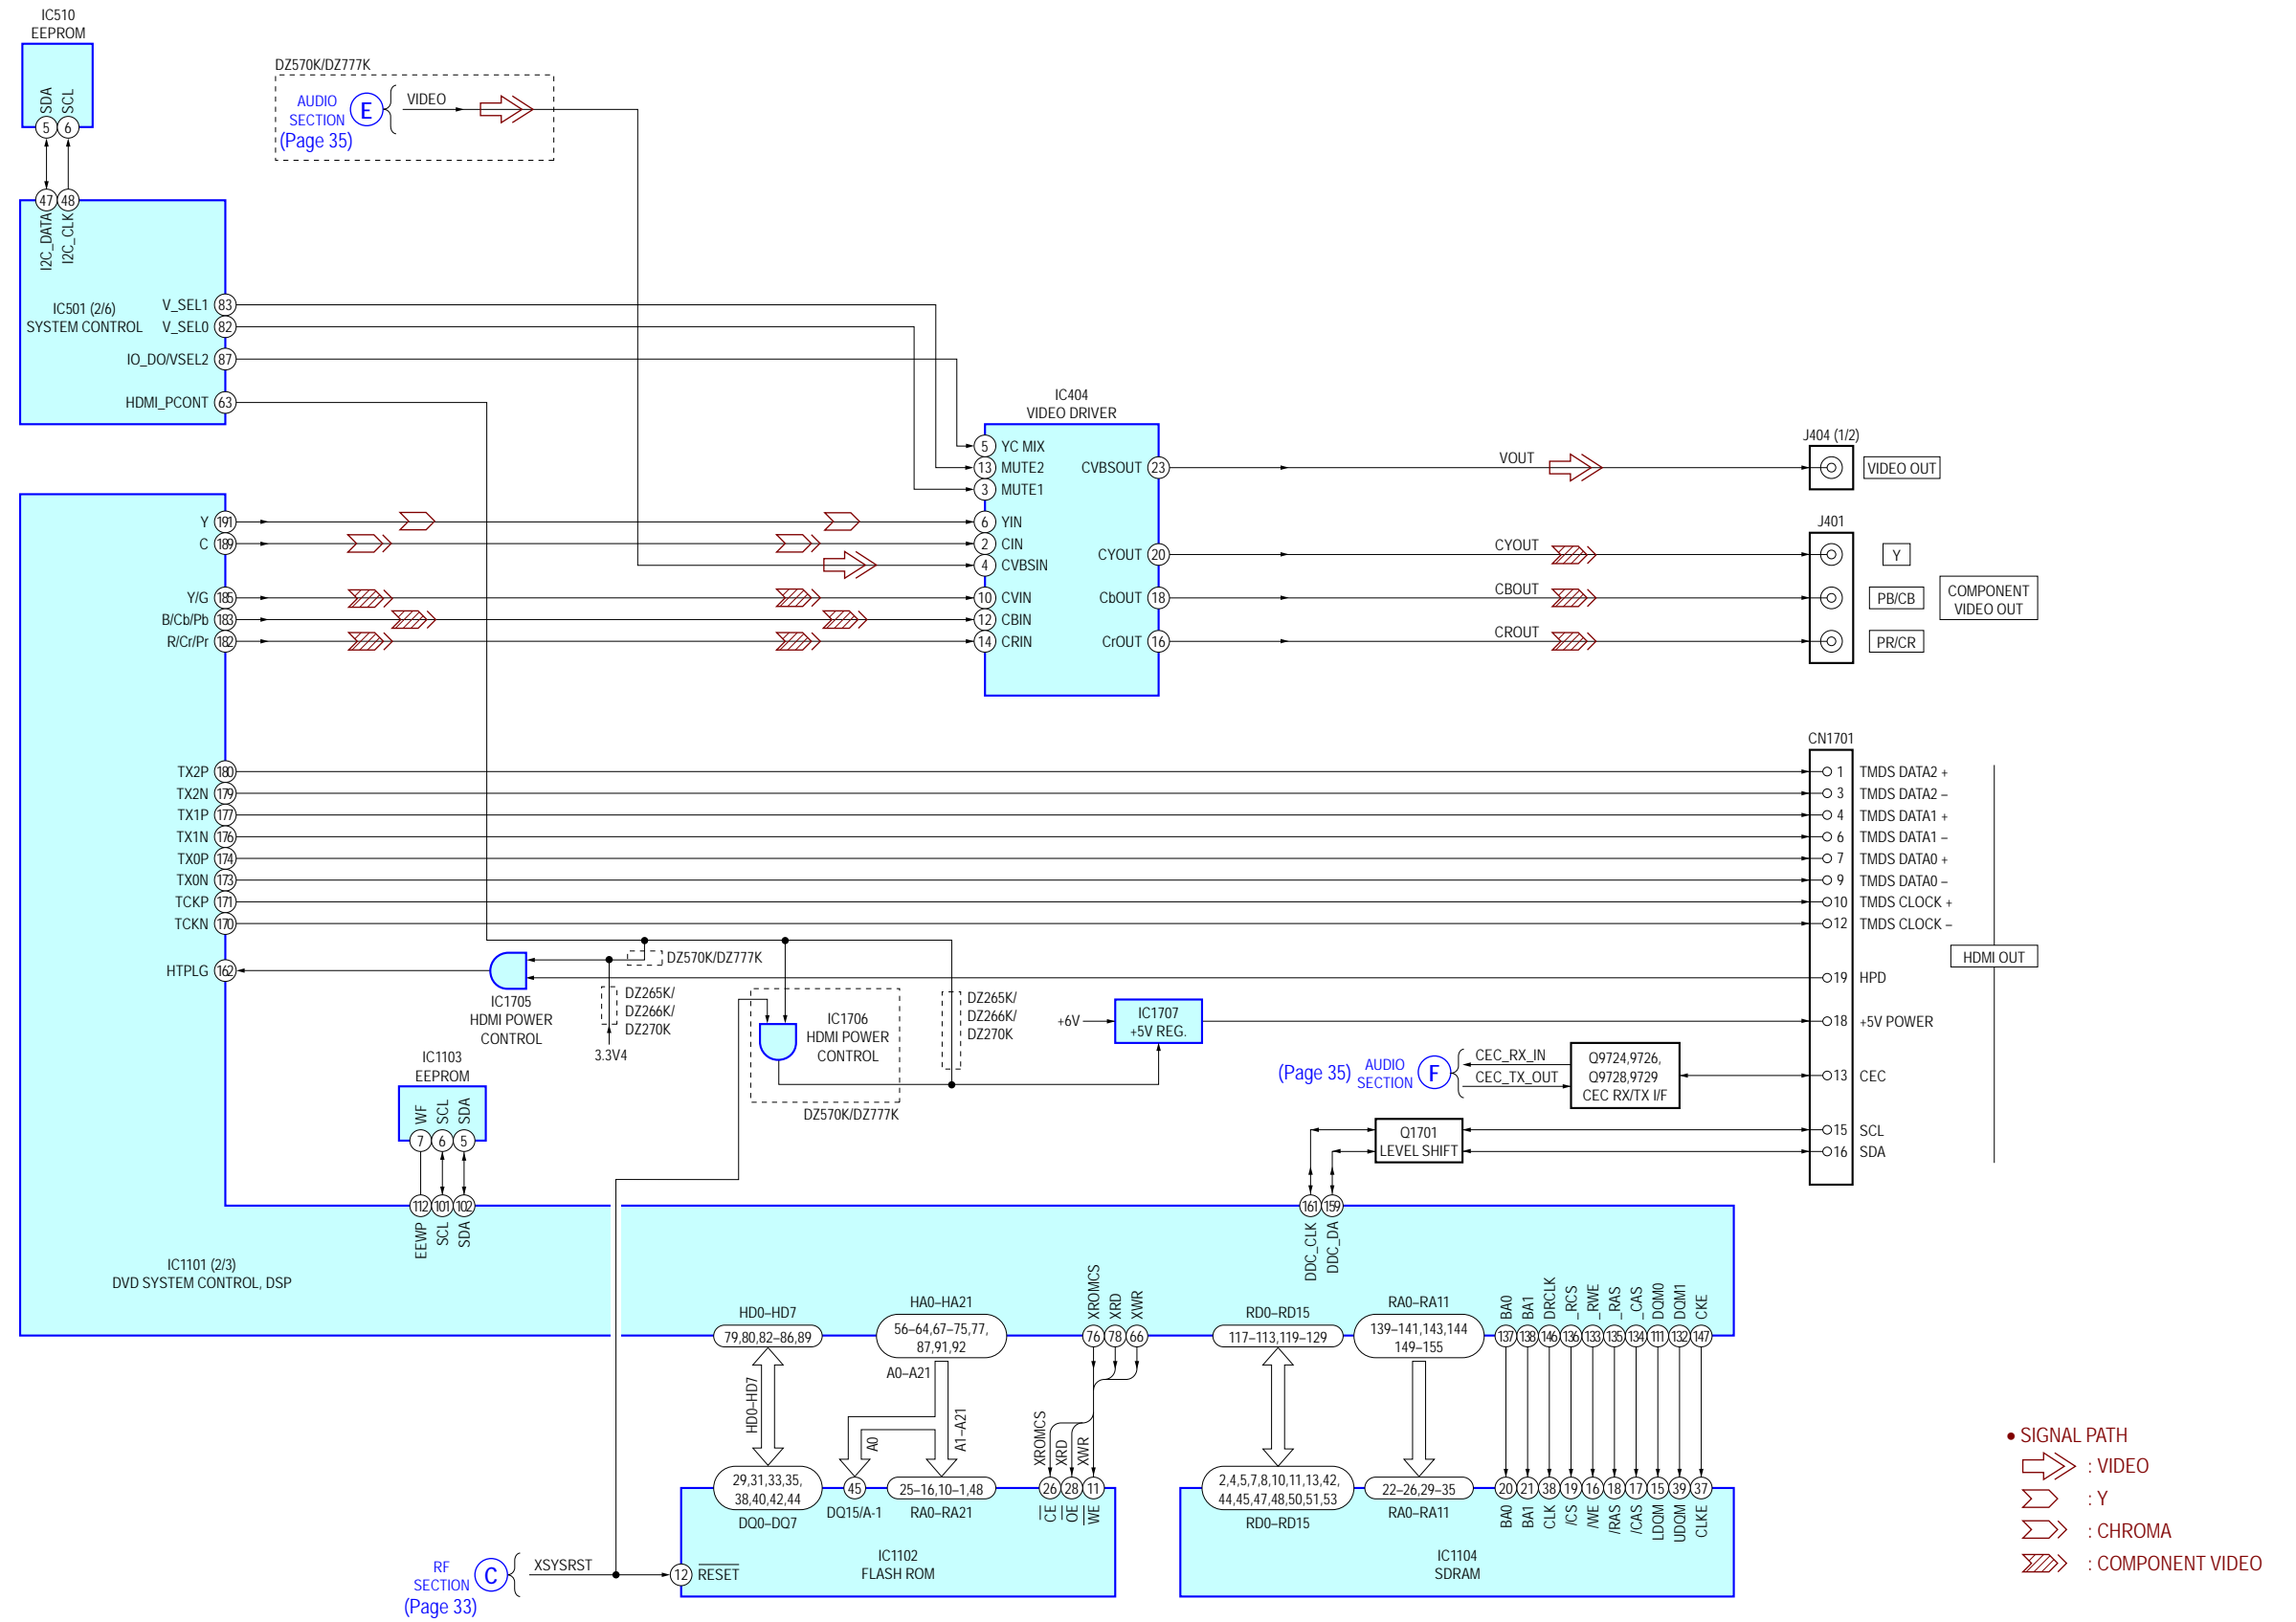 IC510
EEPROM
SDA
SCL
5
6
47
48
I2C_DATA
I2C_CLK
IC501 (2/6)
SYSTEM CONTROL
V_SEL1 83
V_SEL0 82
IO_DO/VSEL2 87
HDMI_PCONT 63
DZ570K/DZ777K
AUDIO
SECTION
(Page 35)
E
VIDEO
IC404
VIDEO DRIVER
5 YC MIX
13 MUTE2
3 MUTE1
6 YIN
2 CIN
4 CVBSIN
10 CVIN
12 CBIN
14 CRIN
CVBSOUT 23
CYOUT 20
CbOUT 18
CrOUT 16
VOUT
CYOUT
CBOUT
CROUT
J404 (1/2)
VIDEO OUT
J401
Y
PB/CB
PR/CR
COMPONENT
VIDEO OUT
Y 191
C 189
Y/G 185
B/Cb/Pb 183
R/Cr/Pr 182
TX2P 180
TX2N 179
TX1P 177
TX1N 176
TX0P 174
TX0N 173
TCKP 171
TCKN 170
HTPLG 162
CN1701
1 TMDS DATA2 +
3 TMDS DATA2 –
4 TMDS DATA1 +
6 TMDS DATA1 –
7 TMDS DATA0 +
9 TMDS DATA0 –
10 TMDS CLOCK +
12 TMDS CLOCK –
19 HPD
18 +5V POWER
13 CEC
15 SCL
16 SDA
HDMI OUT
DZ570K/DZ777K
IC1705
HDMI POWER
CONTROL
DZ265K/
DZ266K/
DZ270K
3.3V4
IC1706
HDMI POWER
CONTROL
DZ570K/DZ777K
DZ265K/
DZ266K/
DZ270K
+6V
IC1707
+5V REG.
(Page 35)
AUDIO
SECTION
F
CEC_RX_IN
CEC_TX_OUT
Q9724,9726,
Q9728,9729
CEC RX/TX I/F
Q1701
LEVEL SHIFT
IC1103
EEPROM
WF
SCL
SDA
7
6
5
112
101
102
EEWP
SCL
SDA
161
159
DDC_CLK
DDC_DA
IC1101 (2/3)
DVD SYSTEM CONTROL, DSP
HD0–HD7
79,80,82–86,89
HA0–HA21
56–64,67–75,77,
87,91,92
XROMCS
XRD
XWR
76
78
66
RD0–RD15
117–113,119–129
RA0–RA11
139–141,143,144
149–155
BA0
BA1
DRCLK
_RCS
_RWE
_RAS
_CAS
DQM0
DQM1
CKE
137
138
146
136
133
135
134
111
132
147
HD0–HD7
A0–A21
A0
A1–A21
XROMCS
XRD
XWR
29,31,33,35,
38,40,42,44
DQ0–DQ7
45
DQ15/A-1
25–16,10–1,48
RA0–RA21
26
28
11
CE
OE
WE
IC1102
FLASH ROM
12 RESET
XSYSRST
RF
SECTION
(Page 33)
C
2,4,5,7,8,10,11,13,42,
44,45,47,48,50,51,53
RD0–RD15
22–26,29–35
RA0–RA11
20
21
38
19
16
18
17
15
39
37
BA0
BA1
CLK
/CS
/WE
/RAS
/CAS
LDQM
UDQM
CLKE
IC1104
SDRAM
• SIGNAL PATH
: VIDEO
: Y
: CHROMA
: COMPONENT VIDEO